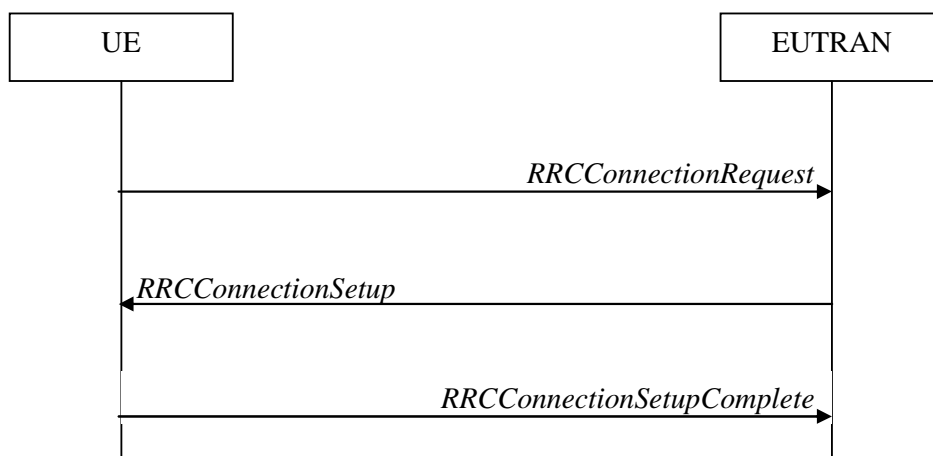 UE
EUTRAN
RRCConnectionRequest
RRCConnectionSetup
RRCConnectionSetupComplete